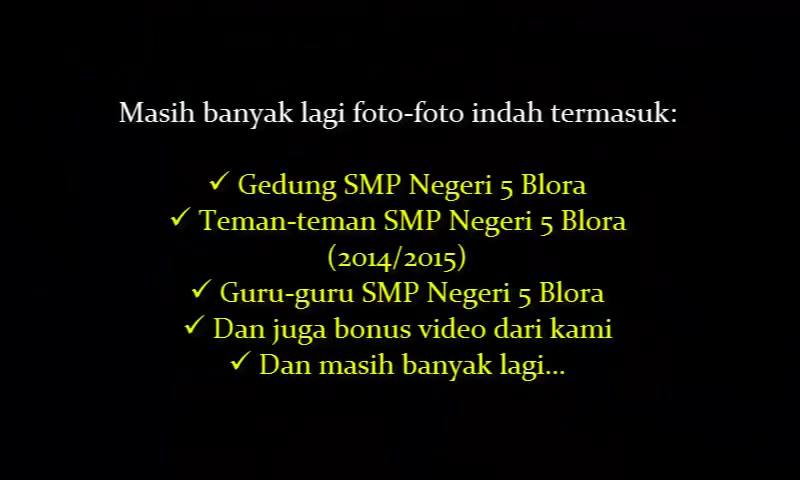 Masih banyak lagi foto-foto indah termasuk:
✓ Gedung SMP Negeri 5 Blora
✓ Teman-teman SMP Negeri 5 Blora
(2014/2015)
✓ Guru-guru SMP Negeri 5 Blora
✓ Dan juga bonus video dari kami
✓ Dan masih banyak lagi...